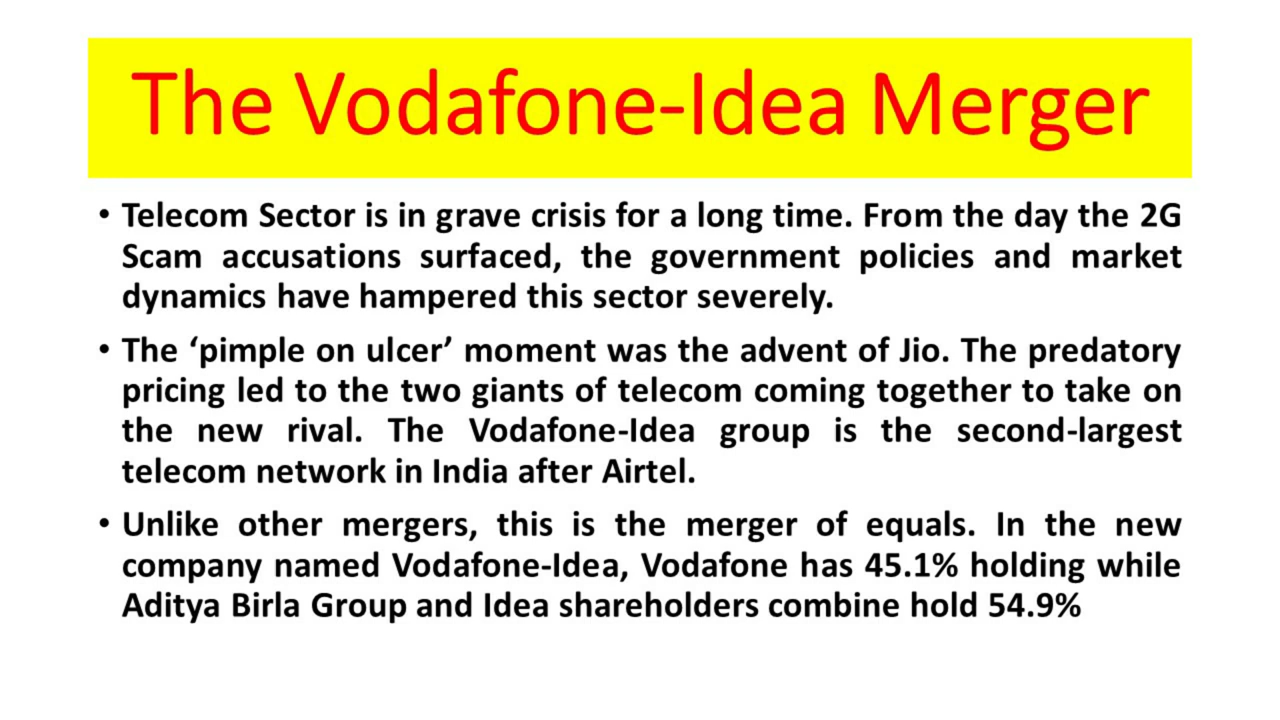 The Vodafone-Idea Merger
• Telecom Sector is in grave crisis for a long time. From the day the 2G
Scam accusations surfaced, the government policies and market
dynamics have hampered this sector severely.
• The ‘pimple on ulcer’ moment was the advent of Jio. The predatory
pricing led to the two giants of telecom coming together to take on
the new rival. The Vodafone-Idea group is the second-largest
telecom network in India after Airtel.
• Unlike other mergers, this is the merger of equals. In the new
company named Vodafone-Idea, Vodafone has 45.1% holding while
Aditya Birla Group and Idea shareholders combine hold 54.9%